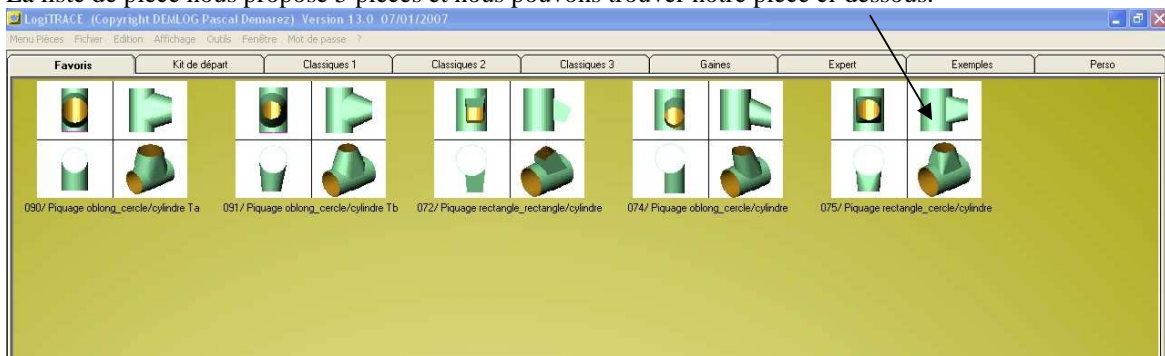 La liste de pièce nous propose 5 pièces et nous pouvons trouver notre pièce ci-dessous.
LogiTRACE (Copyright DEMLOG Pascal Demarez) Version 13.0 07/01/2007
Menu Pièces Fichier Edition Affichage Outils Fenêtre Mot de passe ?
Favoris Kit de départ Classiques 1 Classiques 2 Classiques 3 Gaines Expert Exemples Perso
090/ Piquage oblong_cercle/cylindre Ta 091/ Piquage oblong_cercle/cylindre Tb 072/ Piquage rectangle_rectangle/cylindre 074/ Piquage oblong_cercle/cylindre 075/ Piquage rectangle_cercle/cylindre